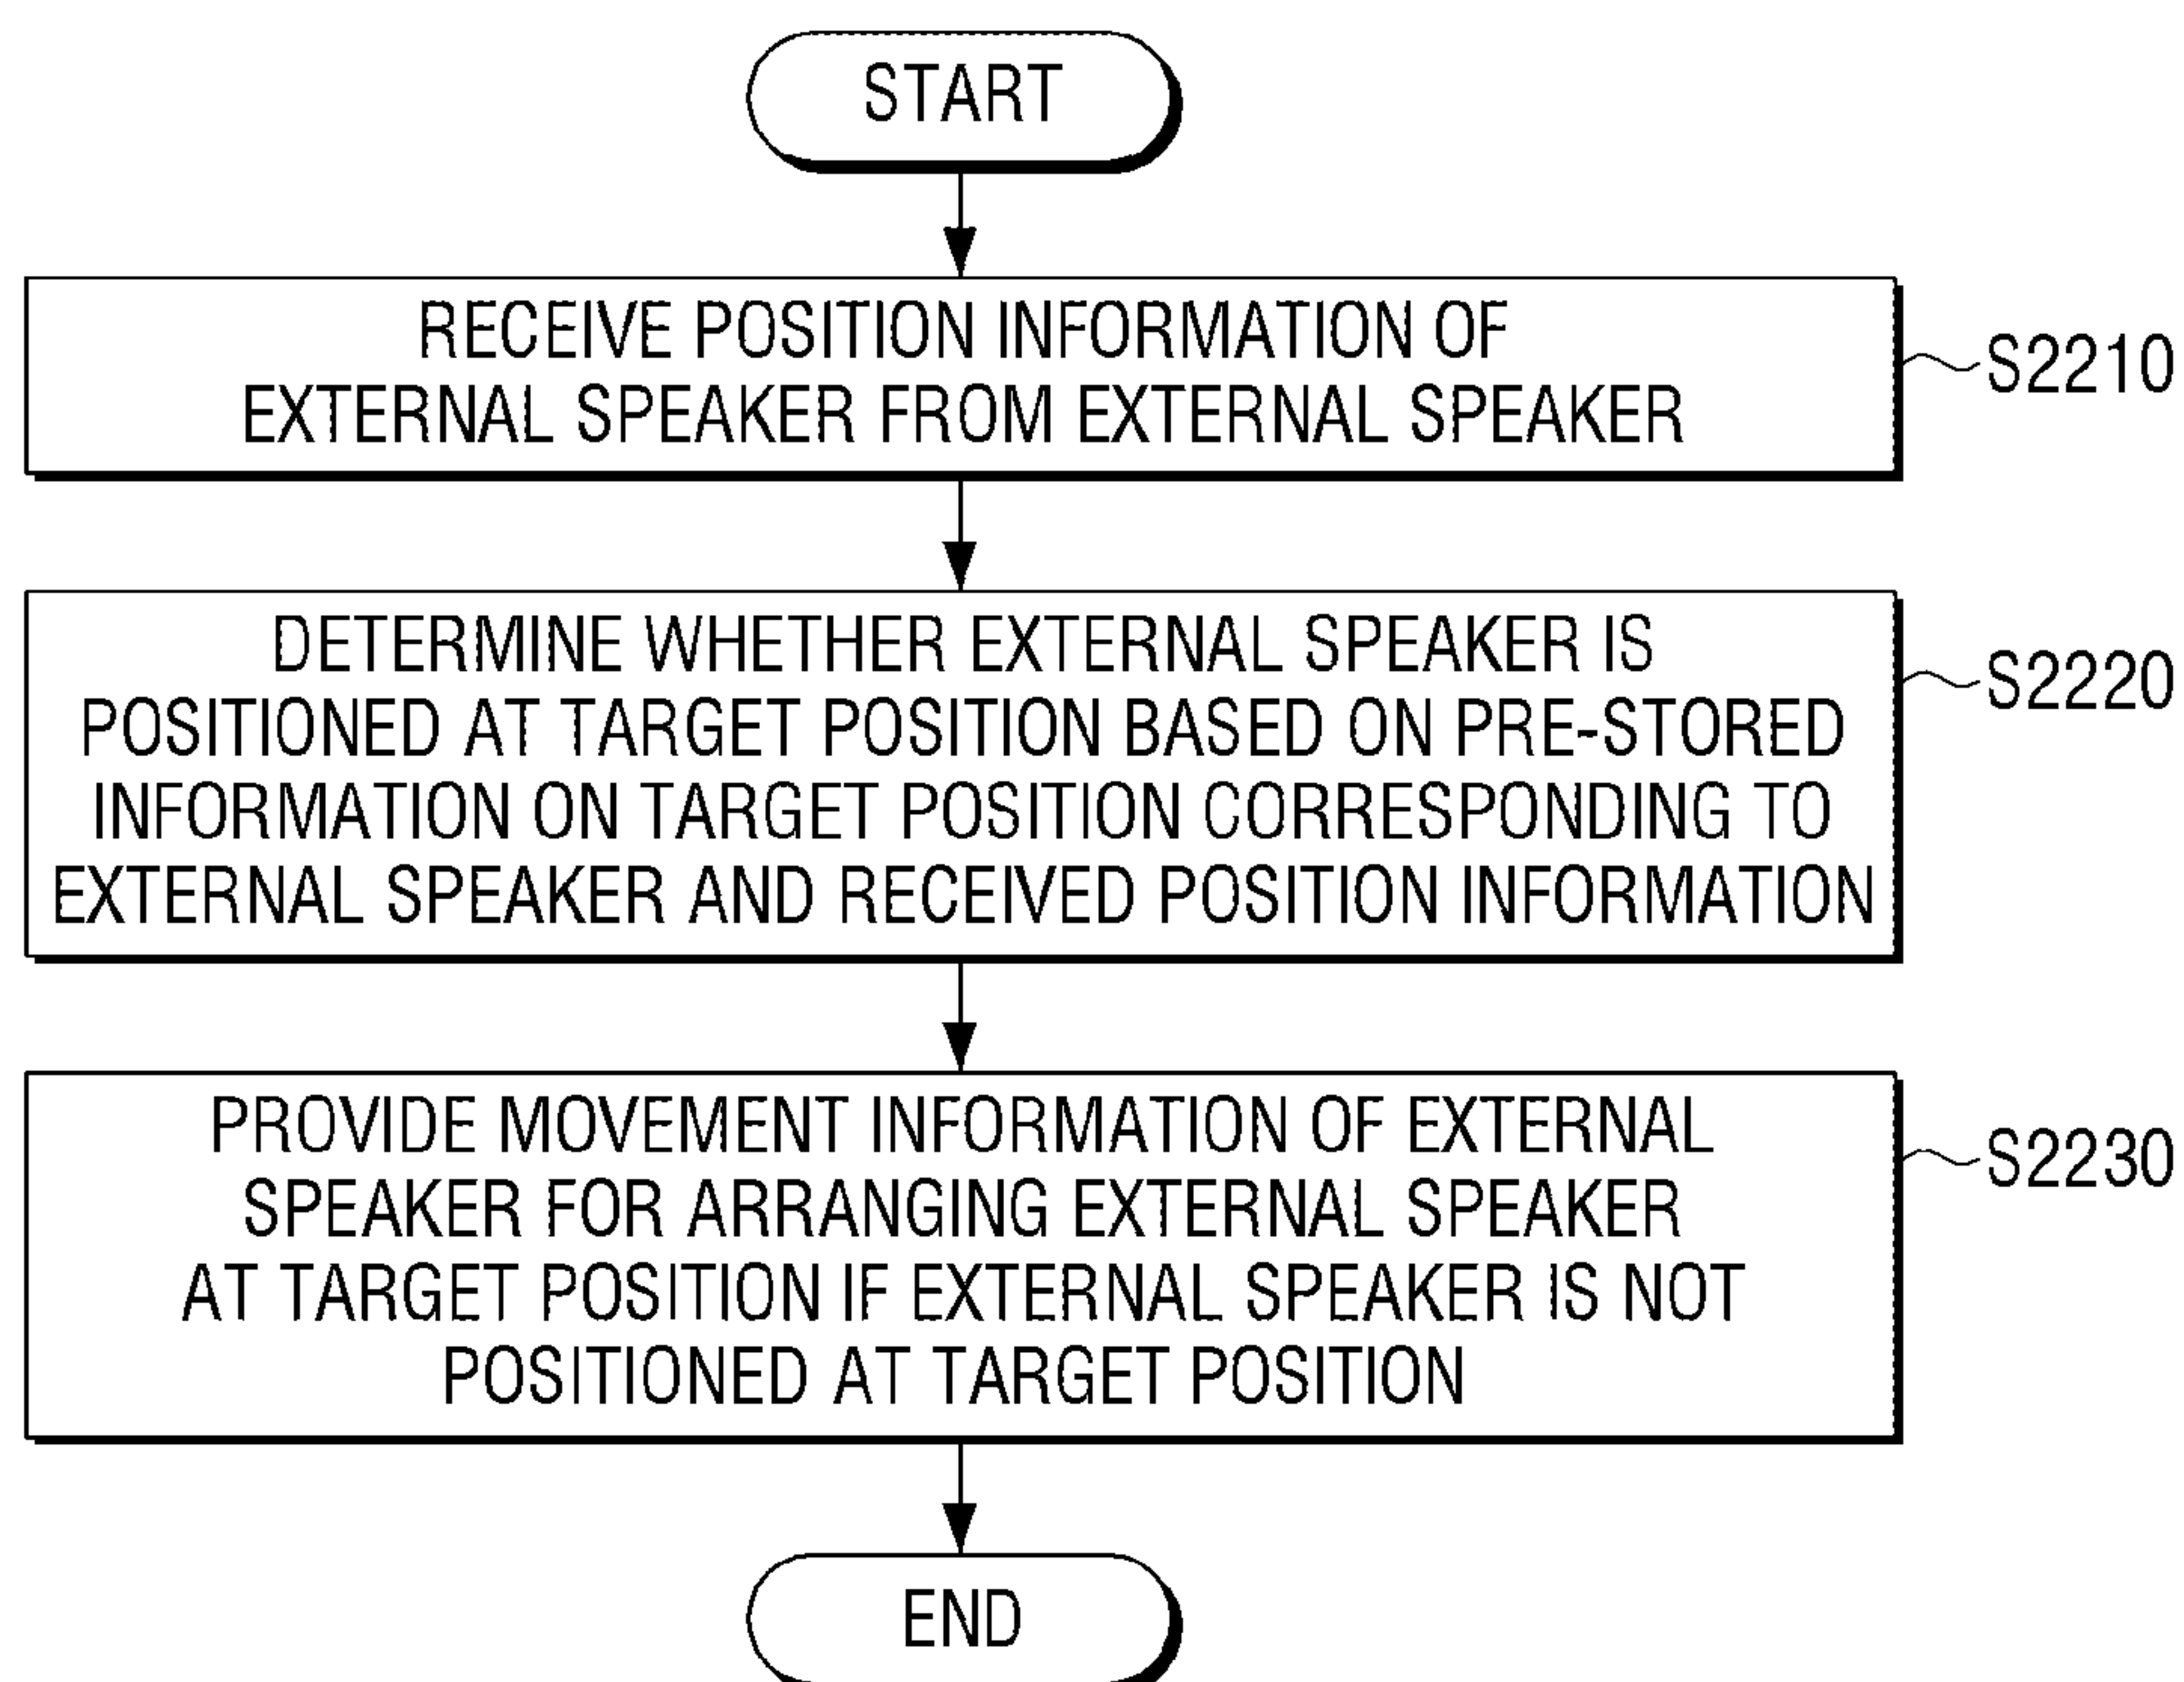 START
RECEIVE POSITION INFORMATION OF
EXTERNAL SPEAKER FROM EXTERNAL SPEAKER
S2210
DETERMINE WHETHER EXTERNAL SPEAKER IS
POSITIONED AT TARGET POSITION BASED ON PRE-STORED
INFORMATION ON TARGET POSITION CORRESPONDING TO
EXTERNAL SPEAKER AND RECEIVED POSITION INFORMATION
S2220
PROVIDE MOVEMENT INFORMATION OF EXTERNAL
SPEAKER FOR ARRANGING EXTERNAL SPEAKER
AT TARGET POSITION IF EXTERNAL SPEAKER IS NOT
POSITIONED AT TARGET POSITION
S2230
END